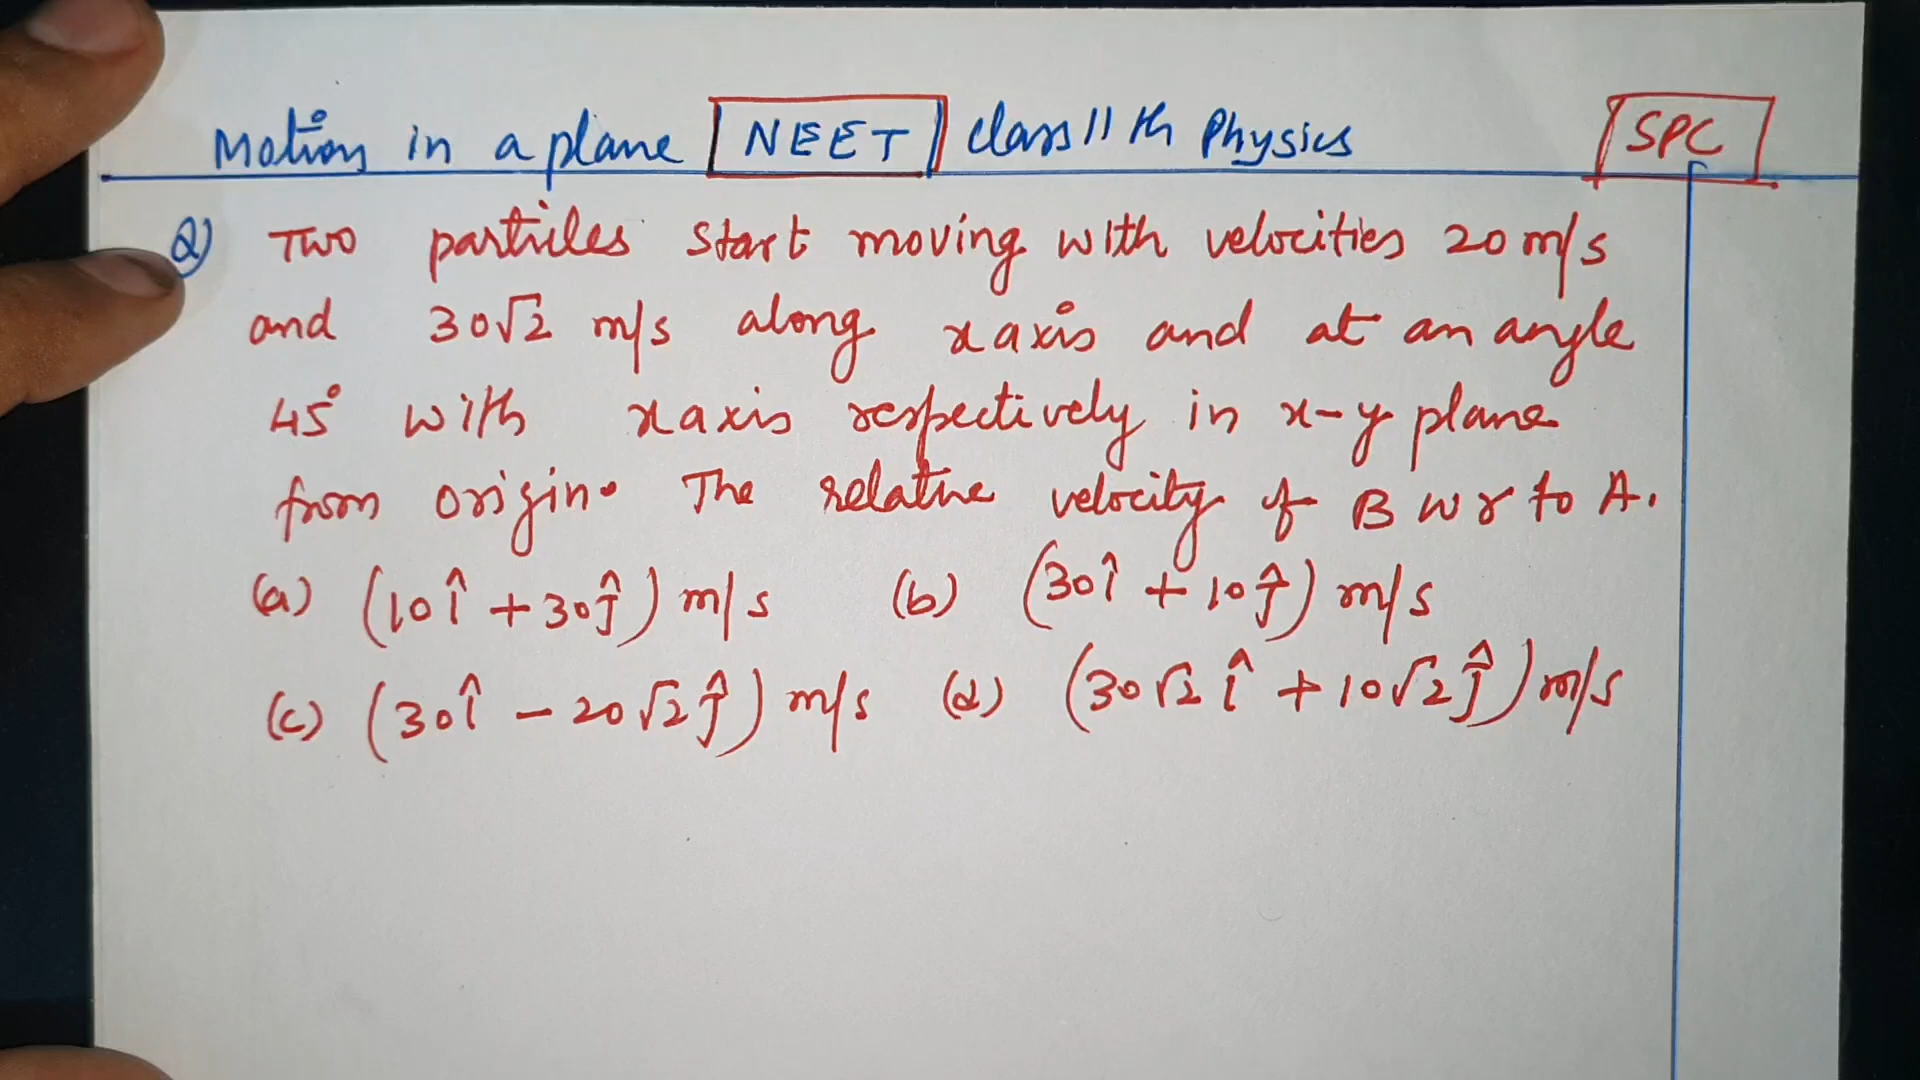 Motion in a plane NEET class 11 th Physics SPC
Q) Two particles start moving with velocities 20 m/s
and 30√2 m/s along x axis and at an angle
45° with x axis respectively in x-y plane
from origin. The relative velocity of B w r to A.
(a) (10î + 30ĵ) m/s (b) (30î + 10ĵ) m/s
(c) (30î - 20√2ĵ) m/s (d) (30√2 î + 10√2 ĵ) m/s